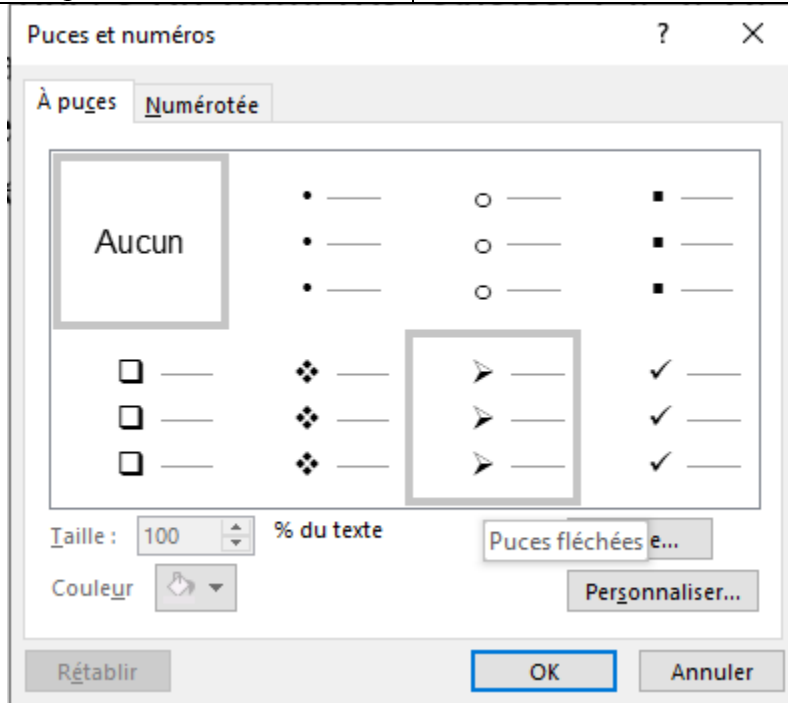 Puces et numéros
À puces Numérotée
Aucun
Taille : 100 % du texte
Puces fléchées e...
Couleur
Personnaliser...
Rétablir OK Annuler